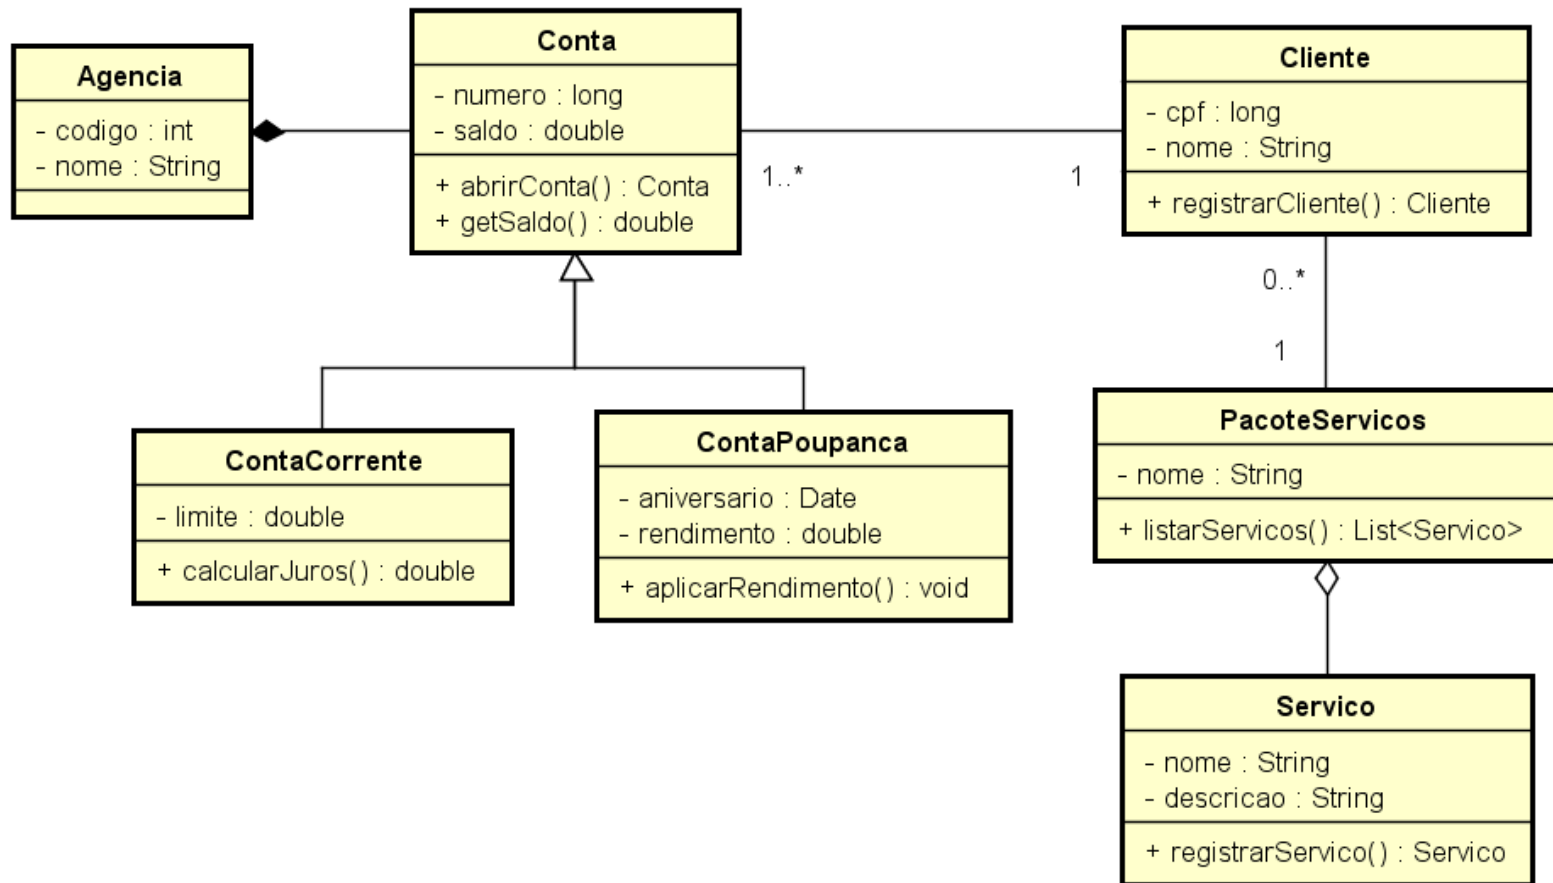 Agencia
- codigo : int
- nome : String
Conta
- numero : long
- saldo : double
+ abrirConta() : Conta
+ getSaldo() : double
1..*
1
Cliente
- cpf : long
- nome : String
+ registrarCliente() : Cliente
0..*
1
ContaCorrente
- limite : double
+ calcularJuros() : double
ContaPoupanca
- aniversario : Date
- rendimento : double
+ aplicarRendimento() : void
PacoteServicos
- nome : String
+ listarServicos() : List<Servico>
Servico
- nome : String
- descricao : String
+ registrarServico() : Servico